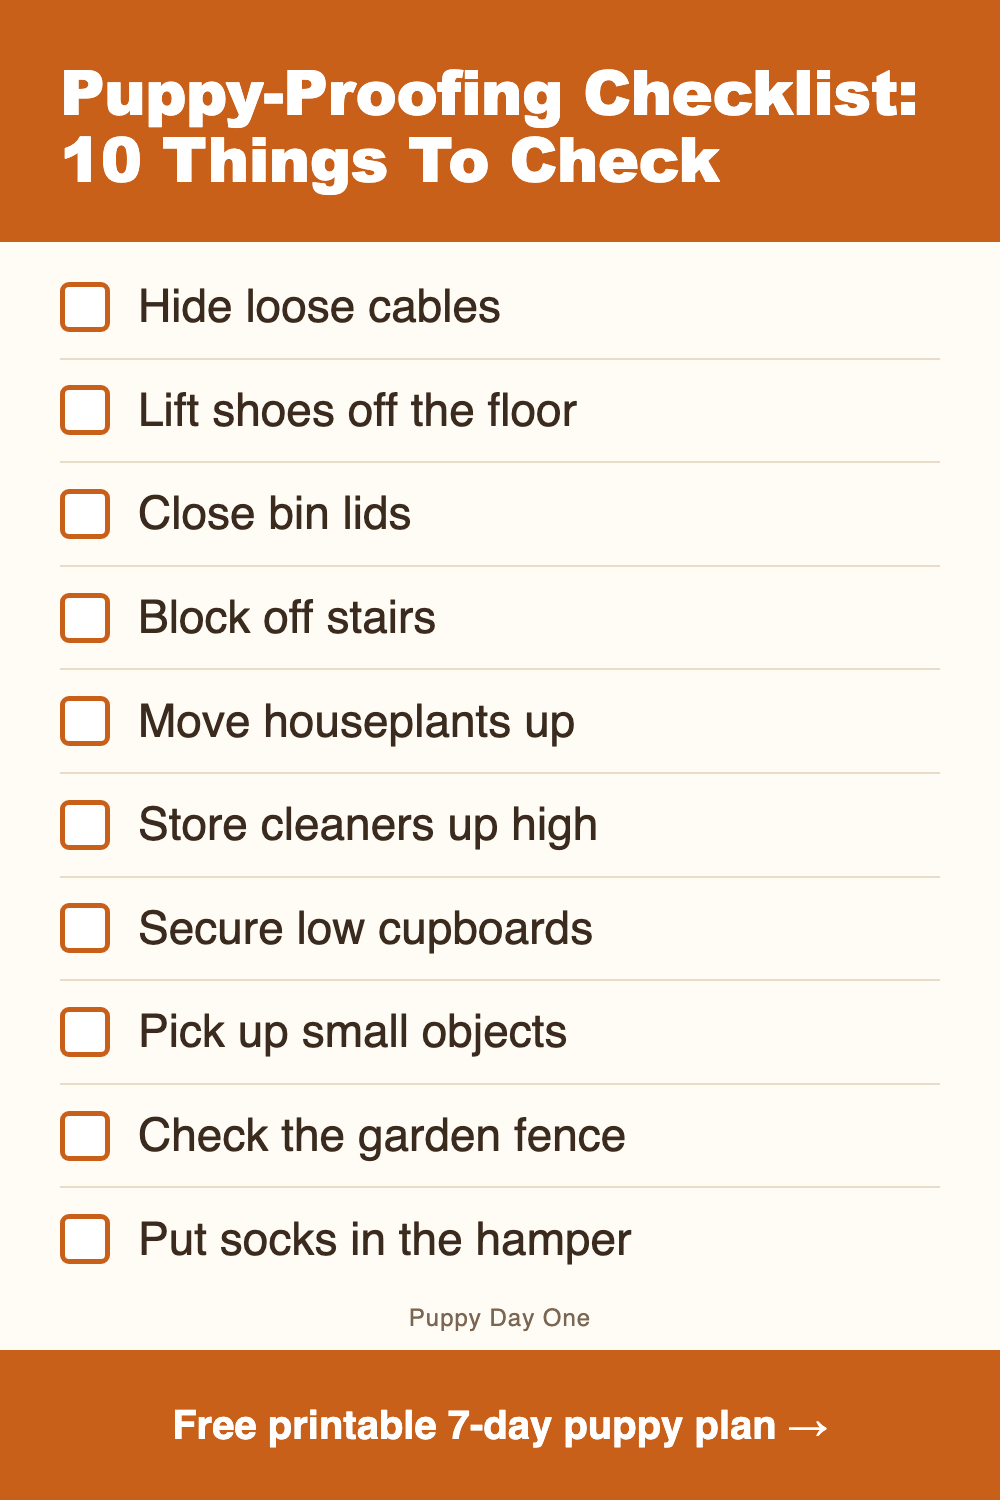 Puppy-Proofing Checklist:
10 Things To Check
Hide loose cables
Lift shoes off the floor
Close bin lids
Block off stairs
Move houseplants up
Store cleaners up high
Secure low cupboards
Pick up small objects
Check the garden fence
Put socks in the hamper
Puppy Day One
Free printable 7-day puppy plan →